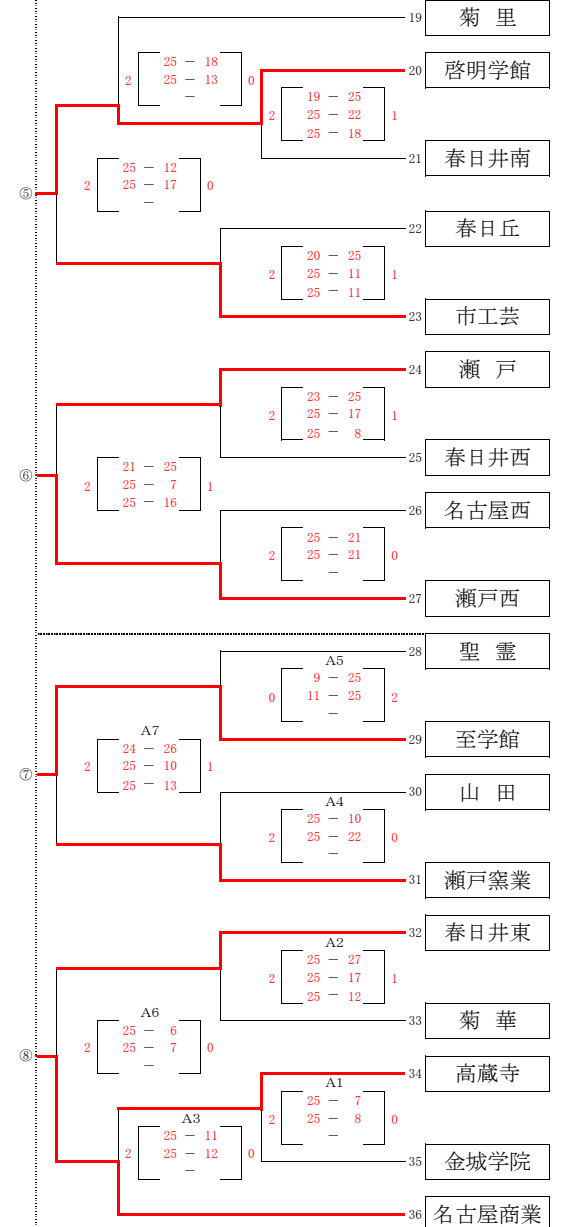 19 菊 里
25 － 18
2 25 － 13 0
－
20 啓明学館
19 － 25
2 25 － 22 1
25 － 18
21 春日井南
25 － 12
2 25 － 17 0
－
⑤
22 春日丘
20 － 25
2 25 － 11 1
25 － 11
23 市工芸
24 瀬 戸
23 － 25
2 25 － 17 1
25 － 8
25 春日井西
21 － 25
2 25 － 7 1
25 － 16
⑥
26 名古屋西
25 － 21
2 25 － 21 0
－
27 瀬戸西
28 聖 霊
A5
9 － 25
0 11 － 25 2
－
29 至学館
A7
24 － 26
2 25 － 10 1
25 － 13
⑦
30 山 田
A4
25 － 10
2 25 － 22 0
－
31 瀬戸窯業
32 春日井東
A2
25 － 27
2 25 － 17 1
25 － 12
33 菊 華
A6
25 － 6
2 25 － 7 0
－
⑧
34 高蔵寺
A1
25 － 7
2 25 － 8 0
－
A3
25 － 11
2 25 － 12 0
－
35 金城学院
36 名古屋商業